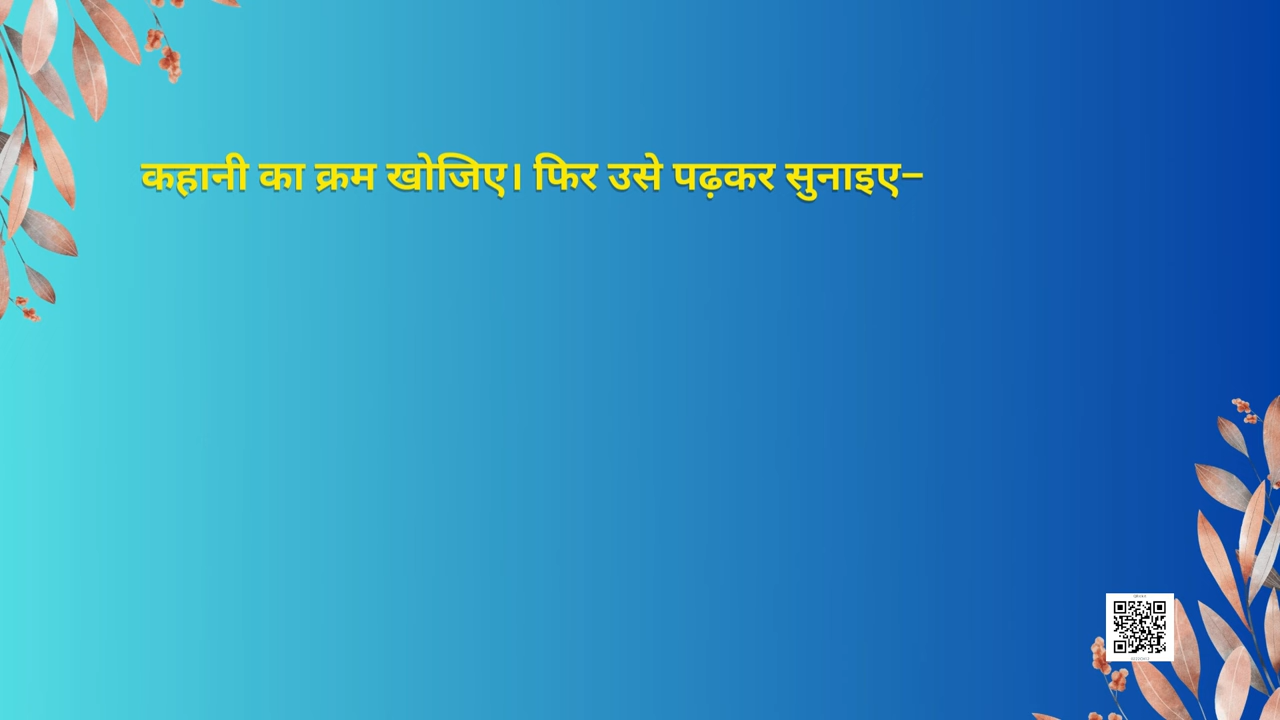 कहानी का क्रम खोजिए। फिर उसे पढ़कर सुनाइए–